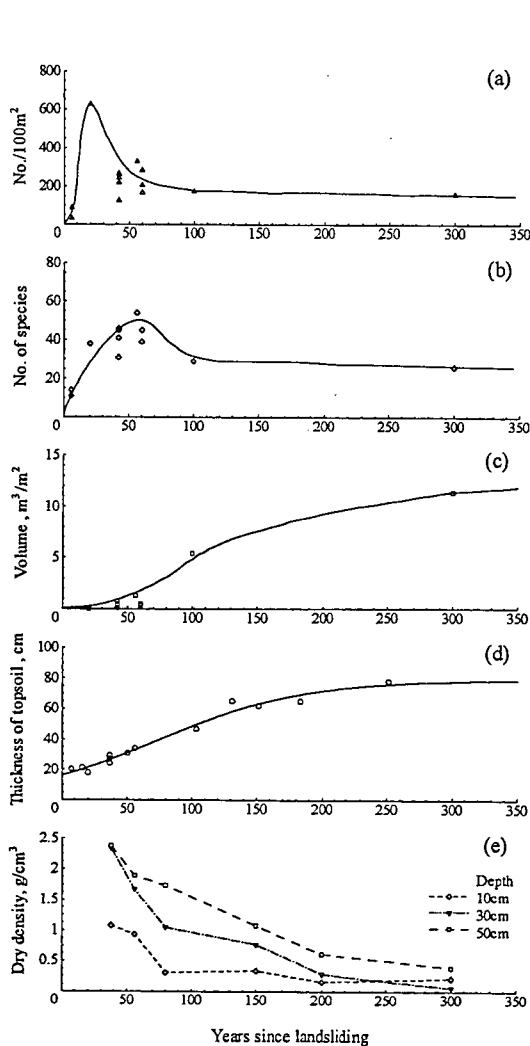 (a)
No./100m²
800
600
400
200
0 50 100 150 200 250 300 350
(b)
No. of species
80
60
40
20
0 50 100 150 200 250 300 350
(c)
Volume , m³/m²
15
10
5
0 50 100 150 200 250 300 350
(d)
Thickness of topsoil , cm
100
80
60
40
20
0 50 100 150 200 250 300 350
(e)
Dry density, g/cm³
2.5
2
1.5
1
0.5
Depth
10cm
30cm
50cm
0 50 100 150 200 250 300 350
Years since landsliding